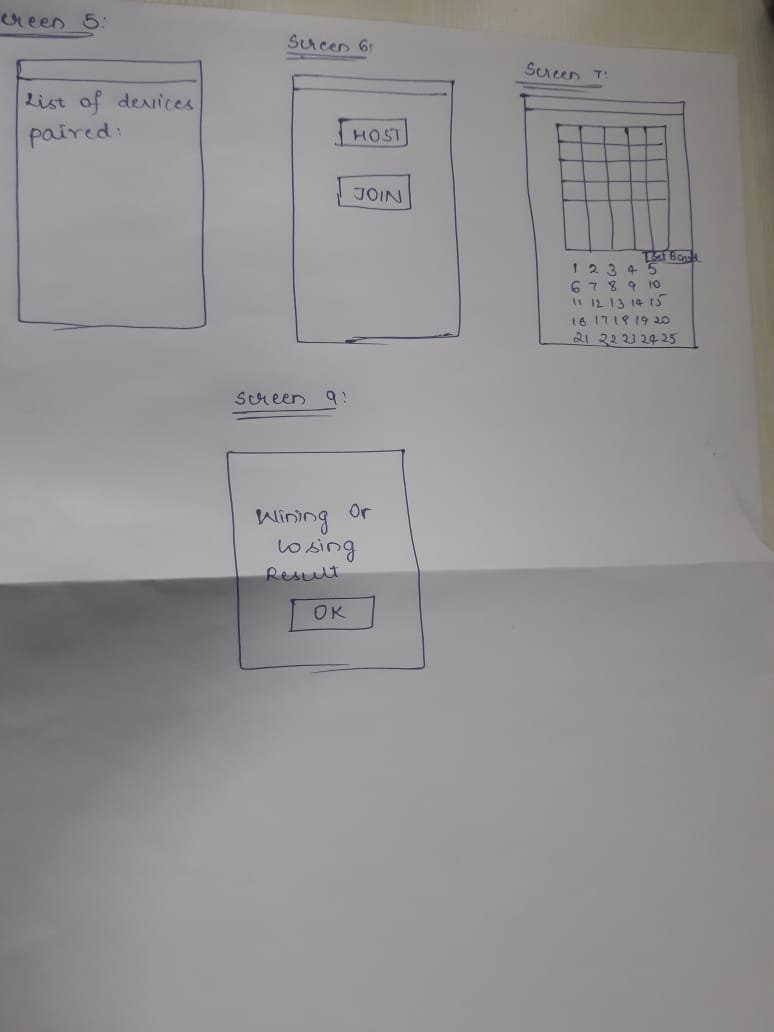 creen 5:
List of devices
paired:
Screen 6:
HOST
JOIN
Screen 7:
Set Board
1 2 3 4 5
6 7 8 9 10
11 12 13 14 15
16 17 18 19 20
21 22 23 24 25
Screen 9:
Wining Or
Losing
Result
OK